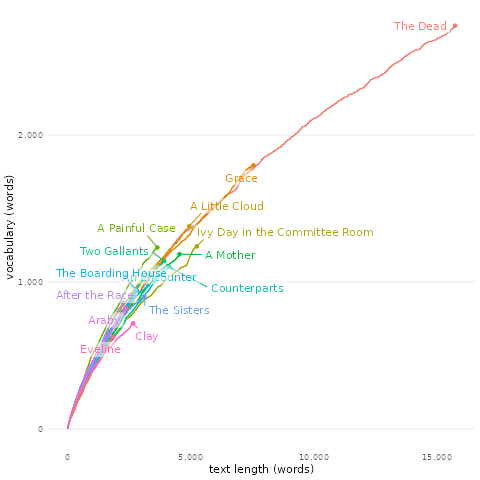 The Dead
2,000
Grace
A Little Cloud
A Painful Case
Ivy Day in the Committee Room
Two Gallants
A Mother
The Boarding House
An Encounter
1,000
Counterparts
After the Race
The Sisters
Araby
Clay
Eveline
0
0
5,000
10,000
15,000
text length (words)
vocabulary (words)